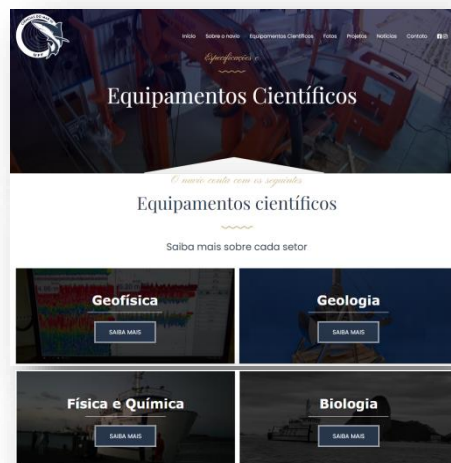 Início Sobre o navio Equipamentos Científicos Fotos Projetos Notícias Contato
Especificações e
Equipamentos Científicos
O navio conta com os seguintes
Equipamentos científicos
Saiba mais sobre cada setor
Geofísica Geologia
SAIBA MAIS SAIBA MAIS
Física e Química Biologia
SAIBA MAIS SAIBA MAIS